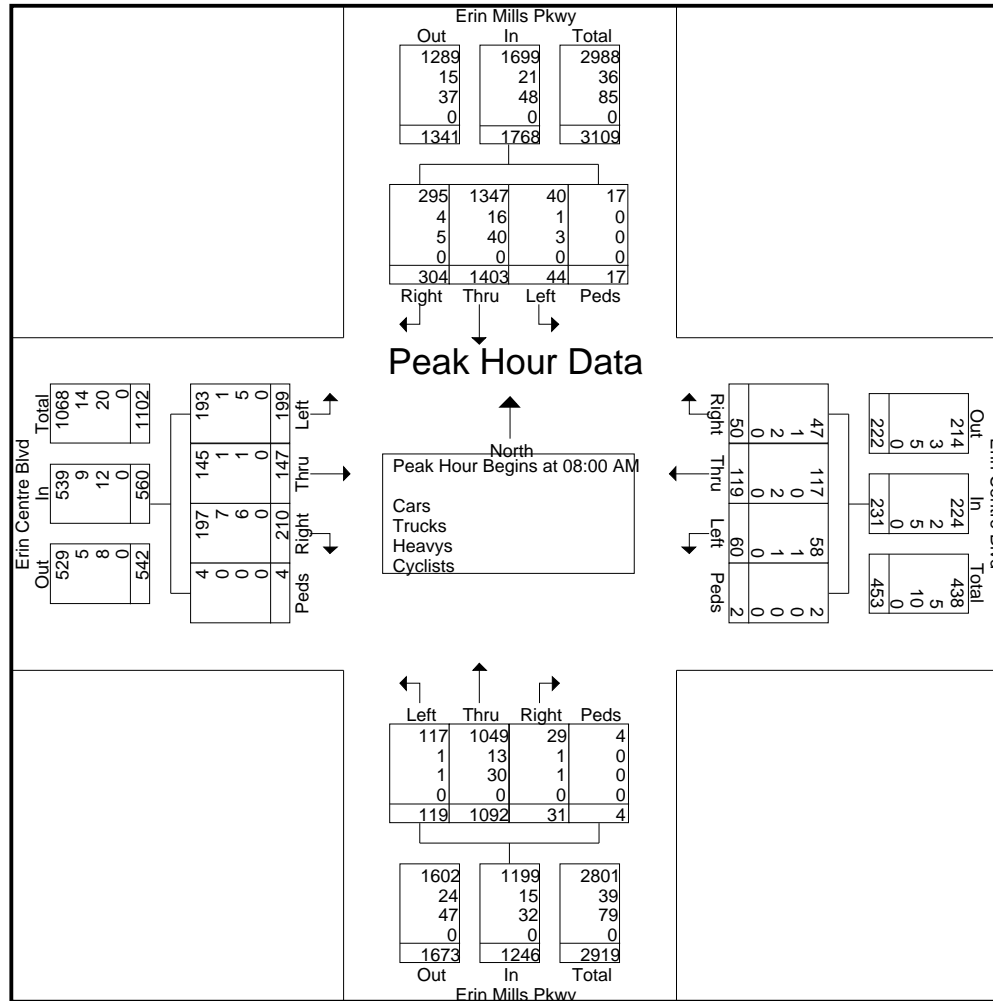 Erin Mills Pkwy
Out In Total
1289 1699 2988
15 21 36
37 48 85
0 0 0
1341 1768 3109
295 1347 40 17
4 16 1 0
5 40 3 0
0 0 0 0
304 1403 44 17
Right Thru Left Peds
Peak Hour Data
North
Peak Hour Begins at 08:00 AM
Cars
Trucks
Heavys
Cyclists
Erin Centre Blvd
Total
1068 14 20 0 1102
In
539 9 12 0 560
Out
529 5 8 0 542
193 1 5 0 199
Left
145 1 1 0 147
Thru
197 7 6 0 210
Right
4 0 0 0 4
Peds
Right
47 1 2 0 50
Thru
117 0 2 0 119
Left
58 1 1 0 60
Peds
2 0 0 0 2
Out
214 3 5 0 222
In
224 2 5 0 231
Total
438 5 10 0 453
Left Thru Right Peds
117 1049 29 4
1 13 1 0
1 30 1 0
0 0 0 0
119 1092 31 4
1602 1199 2801
24 15 39
47 32 79
0 0 0
1673 1246 2919
Out In Total
Erin Mills Pkwy